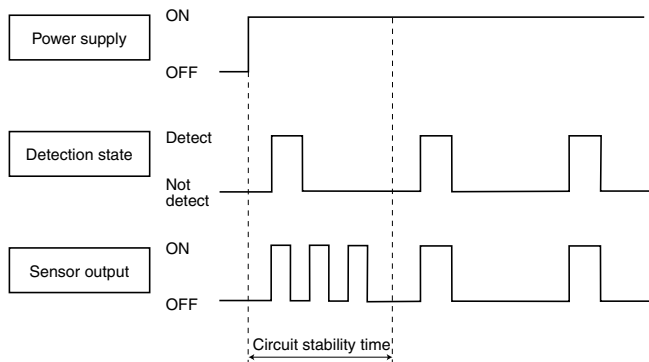 Power supply
ON
OFF
Detection state
Detect
Not
detect
Sensor output
ON
OFF
Circuit stability time